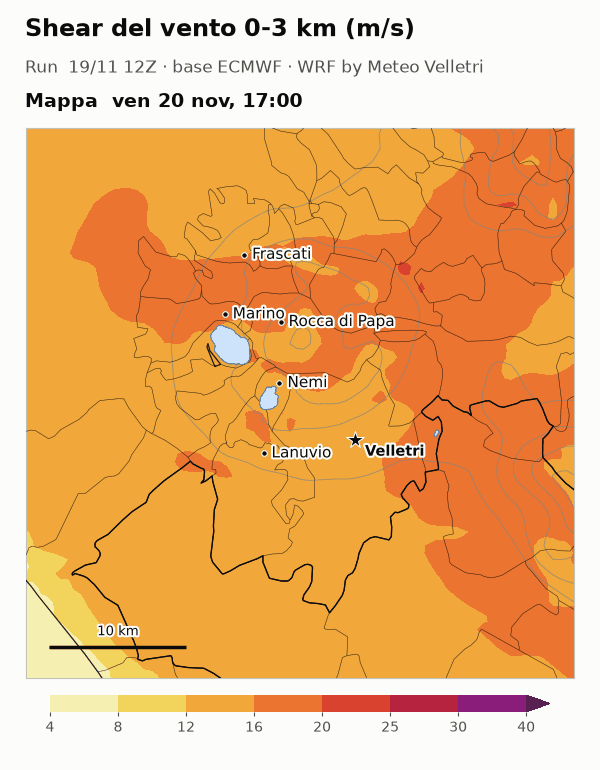 Shear del vento 0-3 km (m/s)
Run  19/11 12Z · base ECMWF · WRF by Meteo Velletri
Mappa  ven 20 nov, 17:00
Frascati
Marino
Rocca di Papa
Nemi
Velletri
Lanuvio
10 km
4 8 12 16 20 25 30 40